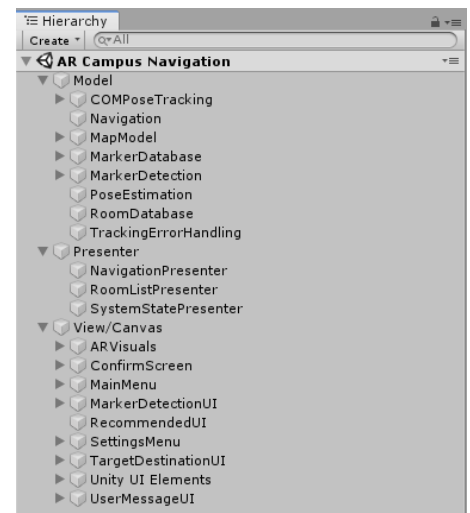 Hierarchy
Create All
AR Campus Navigation
Model
COMPoseTracking
Navigation
MapModel
MarkerDatabase
MarkerDetection
PoseEstimation
RoomDatabase
TrackingErrorHandling
Presenter
NavigationPresenter
RoomListPresenter
SystemStatePresenter
View/Canvas
ARVisuals
ConfirmScreen
MainMenu
MarkerDetectionUI
RecommendedUI
SettingsMenu
TargetDestinationUI
Unity UI Elements
UserMessageUI